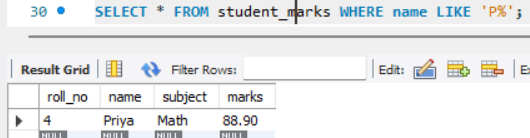 30 SELECT * FROM student_marks WHERE name LIKE 'P%';
Result Grid Filter Rows: Edit:
roll_no name subject marks
4 Priya Math 88.90
NULL NULL NULL NULL